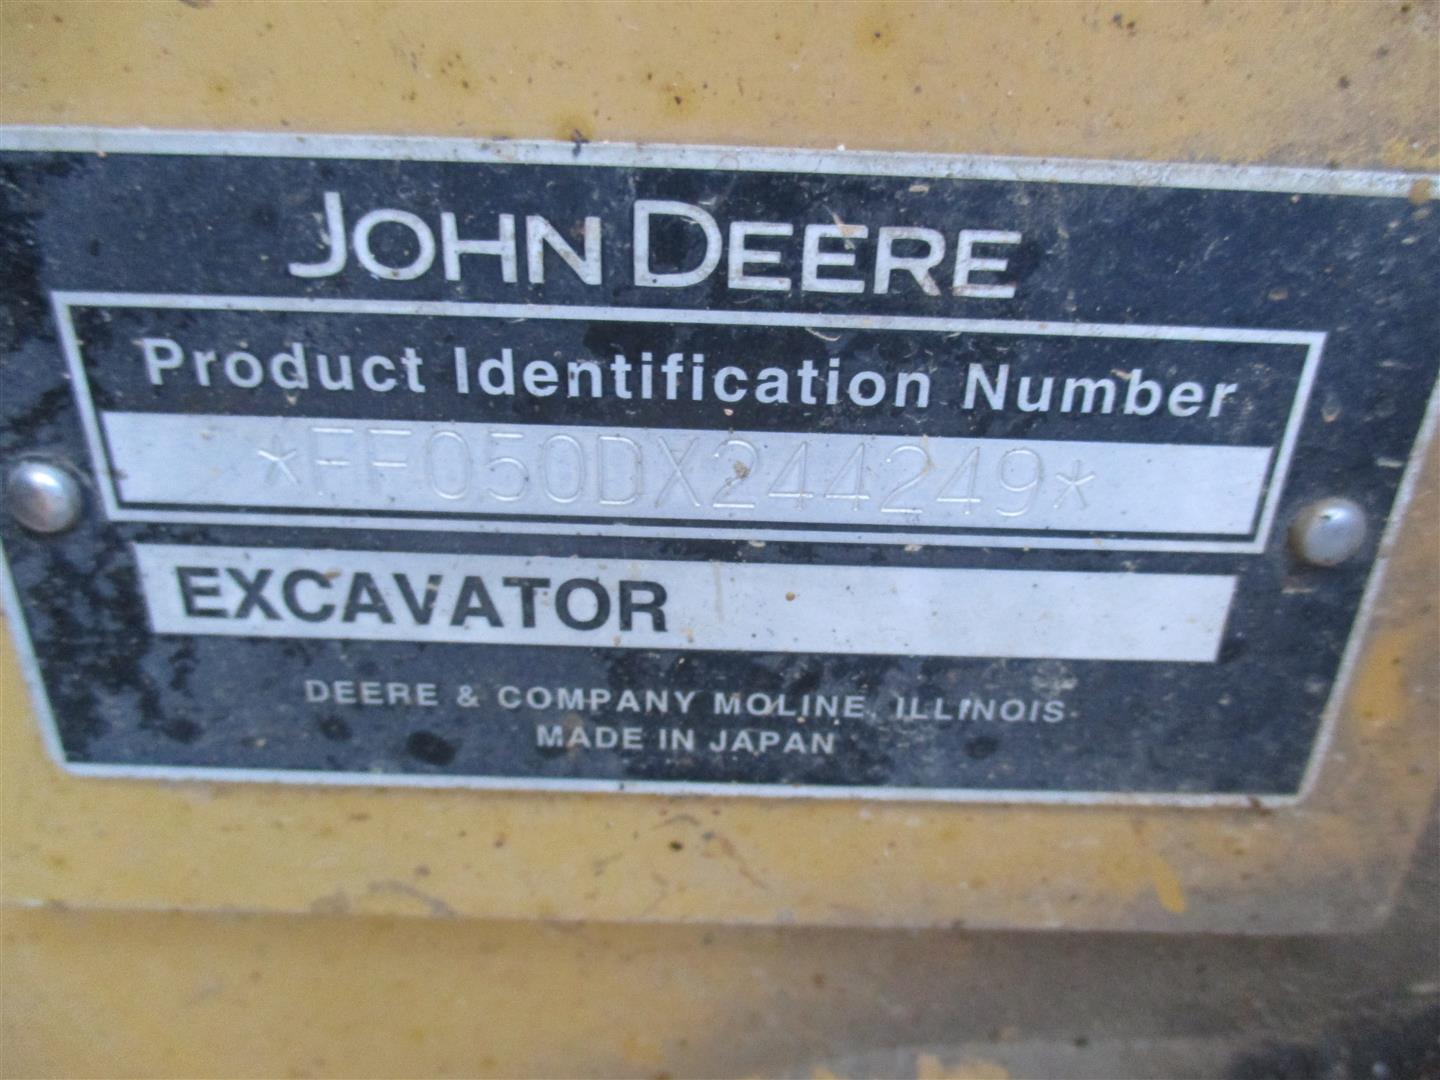 JOHN DEERE
Product Identification Number
*FF050DX244249*
EXCAVATOR
DEERE & COMPANY MOLINE, ILLINOIS
MADE IN JAPAN